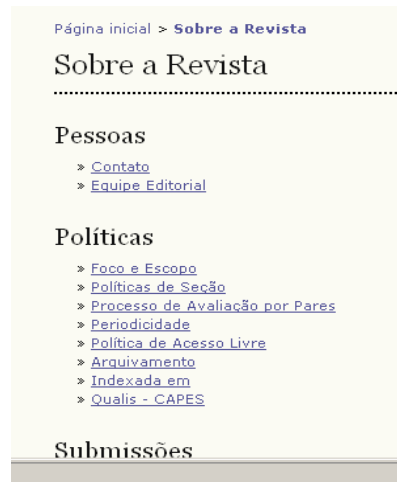 Página inicial > Sobre a Revista
Sobre a Revista
Pessoas
» Contato
» Equipe Editorial
Políticas
» Foco e Escopo
» Políticas de Seção
» Processo de Avaliação por Pares
» Periodicidade
» Política de Acesso Livre
» Arquivamento
» Indexada em
» Qualis - CAPES
Submissões